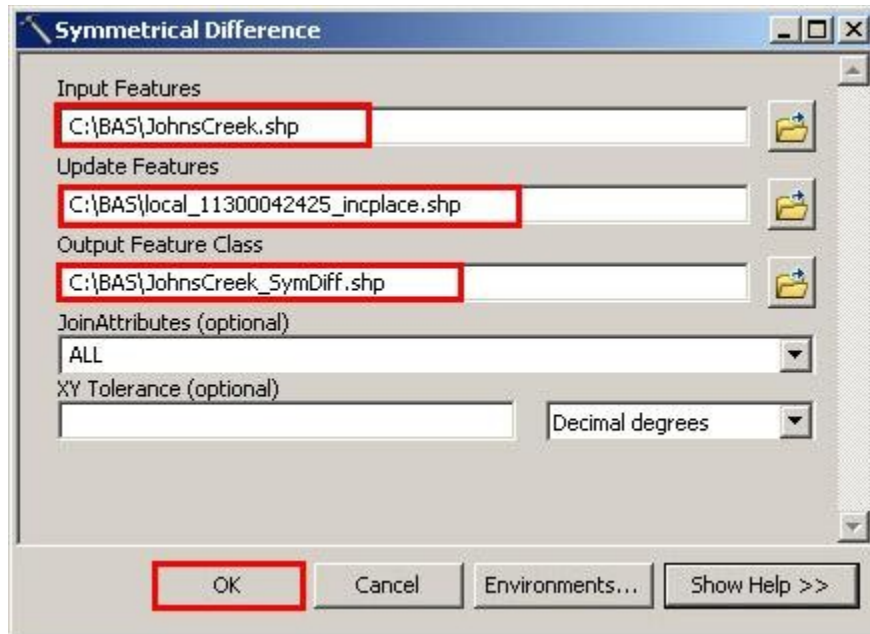 Symmetrical Difference
Input Features
C:\BAS\JohnsCreek.shp
Update Features
C:\BAS\local_11300042425_incplace.shp
Output Feature Class
C:\BAS\JohnsCreek_SymDiff.shp
JoinAttributes (optional)
ALL
XY Tolerance (optional)
Decimal degrees
OK Cancel Environments... Show Help >>